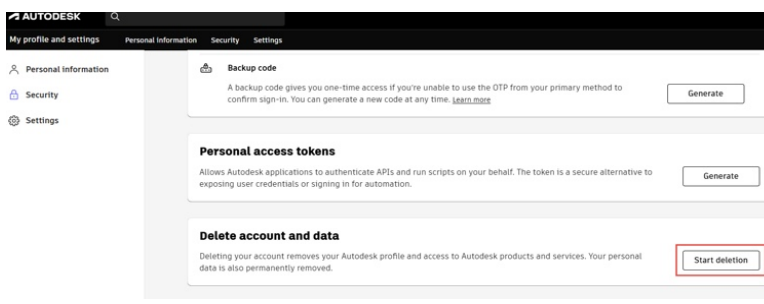 AUTODESK
My profile and settings
Personal Information
Security
Settings
Personal information
Security
Settings
Backup code
A backup code gives you one-time access if you're unable to use the OTP from your primary method to
confirm sign-in. You can generate a new code at any time. Learn more
Generate
Personal access tokens
Allows Autodesk applications to authenticate APIs and run scripts on your behalf. The token is a secure alternative to
exposing user credentials or signing in for automation.
Generate
Delete account and data
Deleting your account removes your Autodesk profile and access to Autodesk products and services. Your personal
data is also permanently removed.
Start deletion